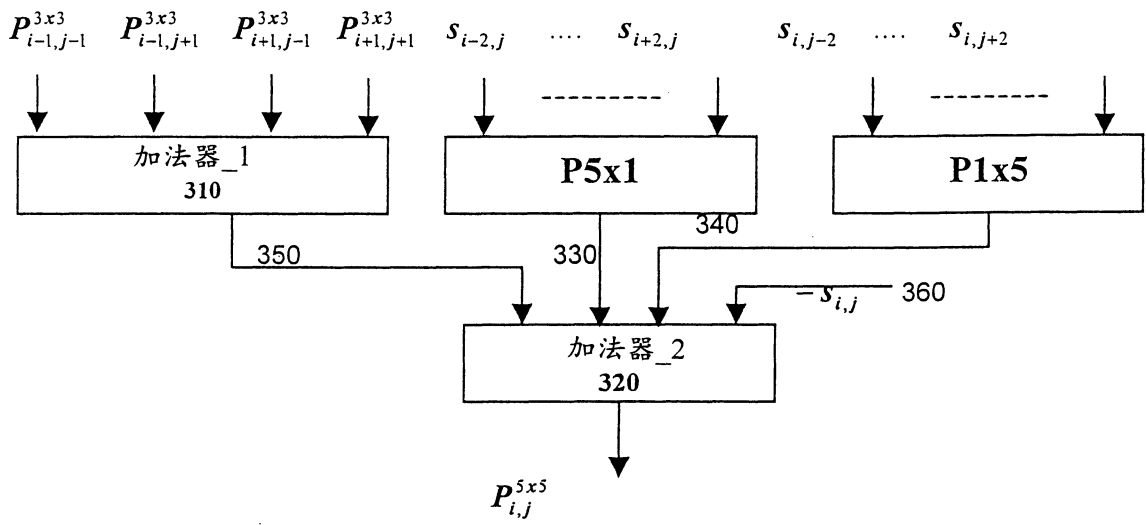 P^{3x3}_{i-1,j-1} P^{3x3}_{i-1,j+1} P^{3x3}_{i+1,j-1} P^{3x3}_{i+1,j+1} s_{i-2,j} .... s_{i+2,j} s_{i,j-2} .... s_{i,j+2}
加法器_1
310
P5x1
P1x5
350
330
340
-s_{i,j} 360
加法器_2
320
P^{5x5}_{i,j}